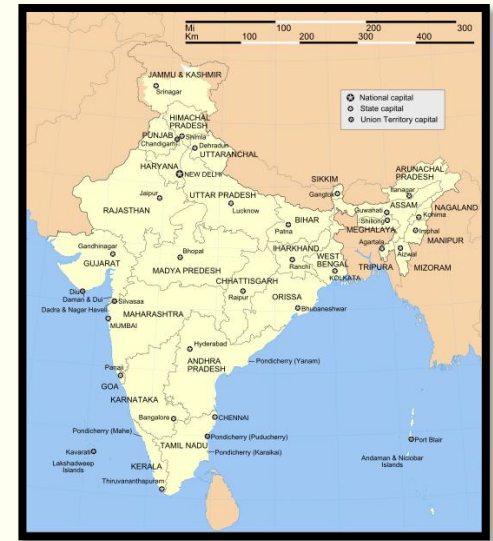 Mi
Km
100
200
300
100
200
300
400
National capital
State capital
Union Territory capital
JAMMU & KASHMIR
Srinagar
HIMACHAL
PRADESH
PUNJAB
Shimla
Chandigarh
Dehradun
UTTARANCHAL
HARYANA
NEW DELHI
ARUNACHAL
PRADESH
SIKKIM
Itanagar
Gangtok
Jaipur
UTTAR PRADESH
ASSAM
NAGALAND
RAJASTHAN
Lucknow
Guwahati
Kohima
BIHAR
Shillong
Patna
MEGHALAYA
Imphal
MANIPUR
Gandhinagar
Bhopal
JHARKHAND
WEST
BENGAL
Agartala
Aizwal
GUJARAT
MADYA PRADESH
Ranchi
TRIPURA
MIZORAM
KOLKATA
CHHATTISGARH
Diu
Daman & Diu
Silvasaa
Raipur
ORISSA
Dadra & Nagar Haveli
MAHARASHTRA
Bhubaneshwar
MUMBAI
Hyderabad
ANDHRA
PRADESH
Pondicherry (Yanam)
Panaji
GOA
KARNATAKA
Bangalore
CHENNAI
Pondicherry (Mahe)
Pondicherry (Puducherry)
TAMIL NADU
Port Blair
Kavarati
Pondicherry (Karaikal)
Lakshadweep
Islands
KERALA
Andaman & Nicobar
Islands
Thiruvananthapuram